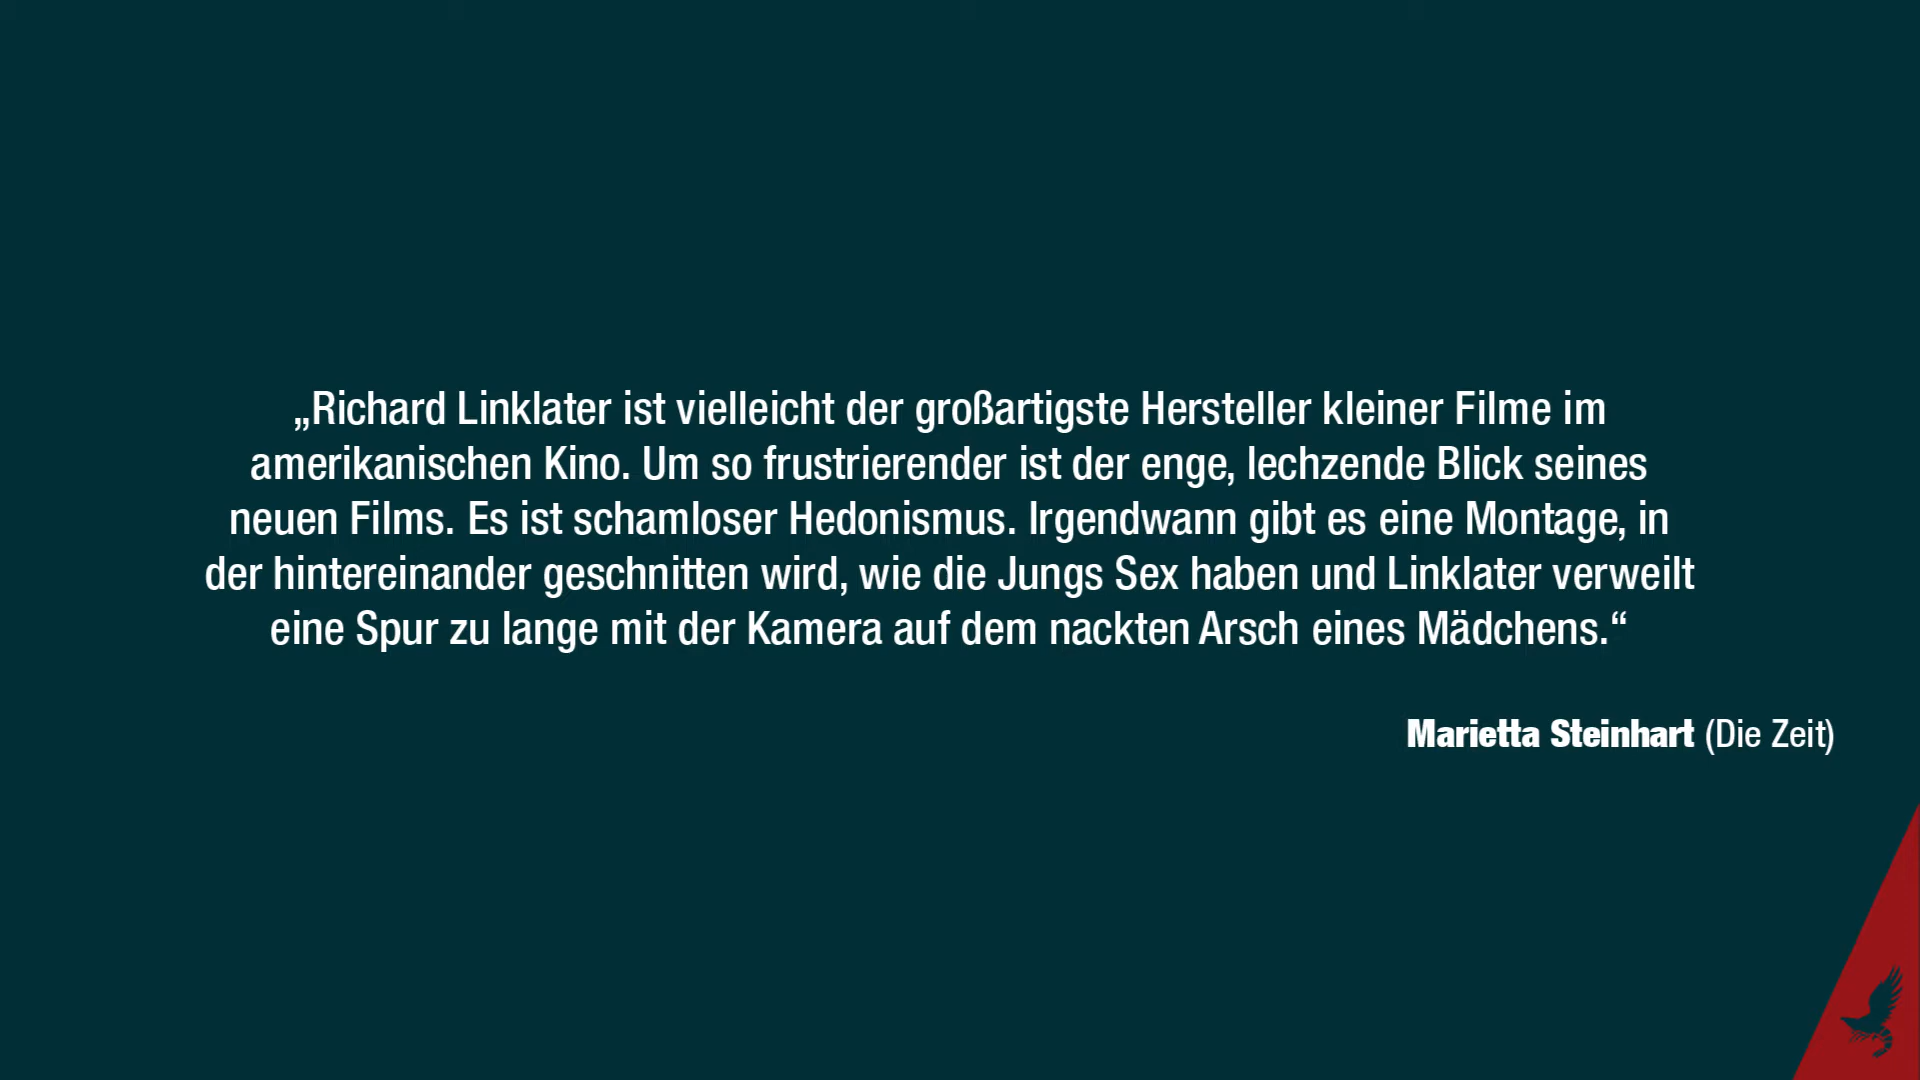 „Richard Linklater ist vielleicht der großartigste Hersteller kleiner Filme im
amerikanischen Kino. Um so frustrierender ist der enge, lechzende Blick seines
neuen Films. Es ist schamloser Hedonismus. Irgendwann gibt es eine Montage, in
der hintereinander geschnitten wird, wie die Jungs Sex haben und Linklater verweilt
eine Spur zu lange mit der Kamera auf dem nackten Arsch eines Mädchens.“
Marietta Steinhart (Die Zeit)